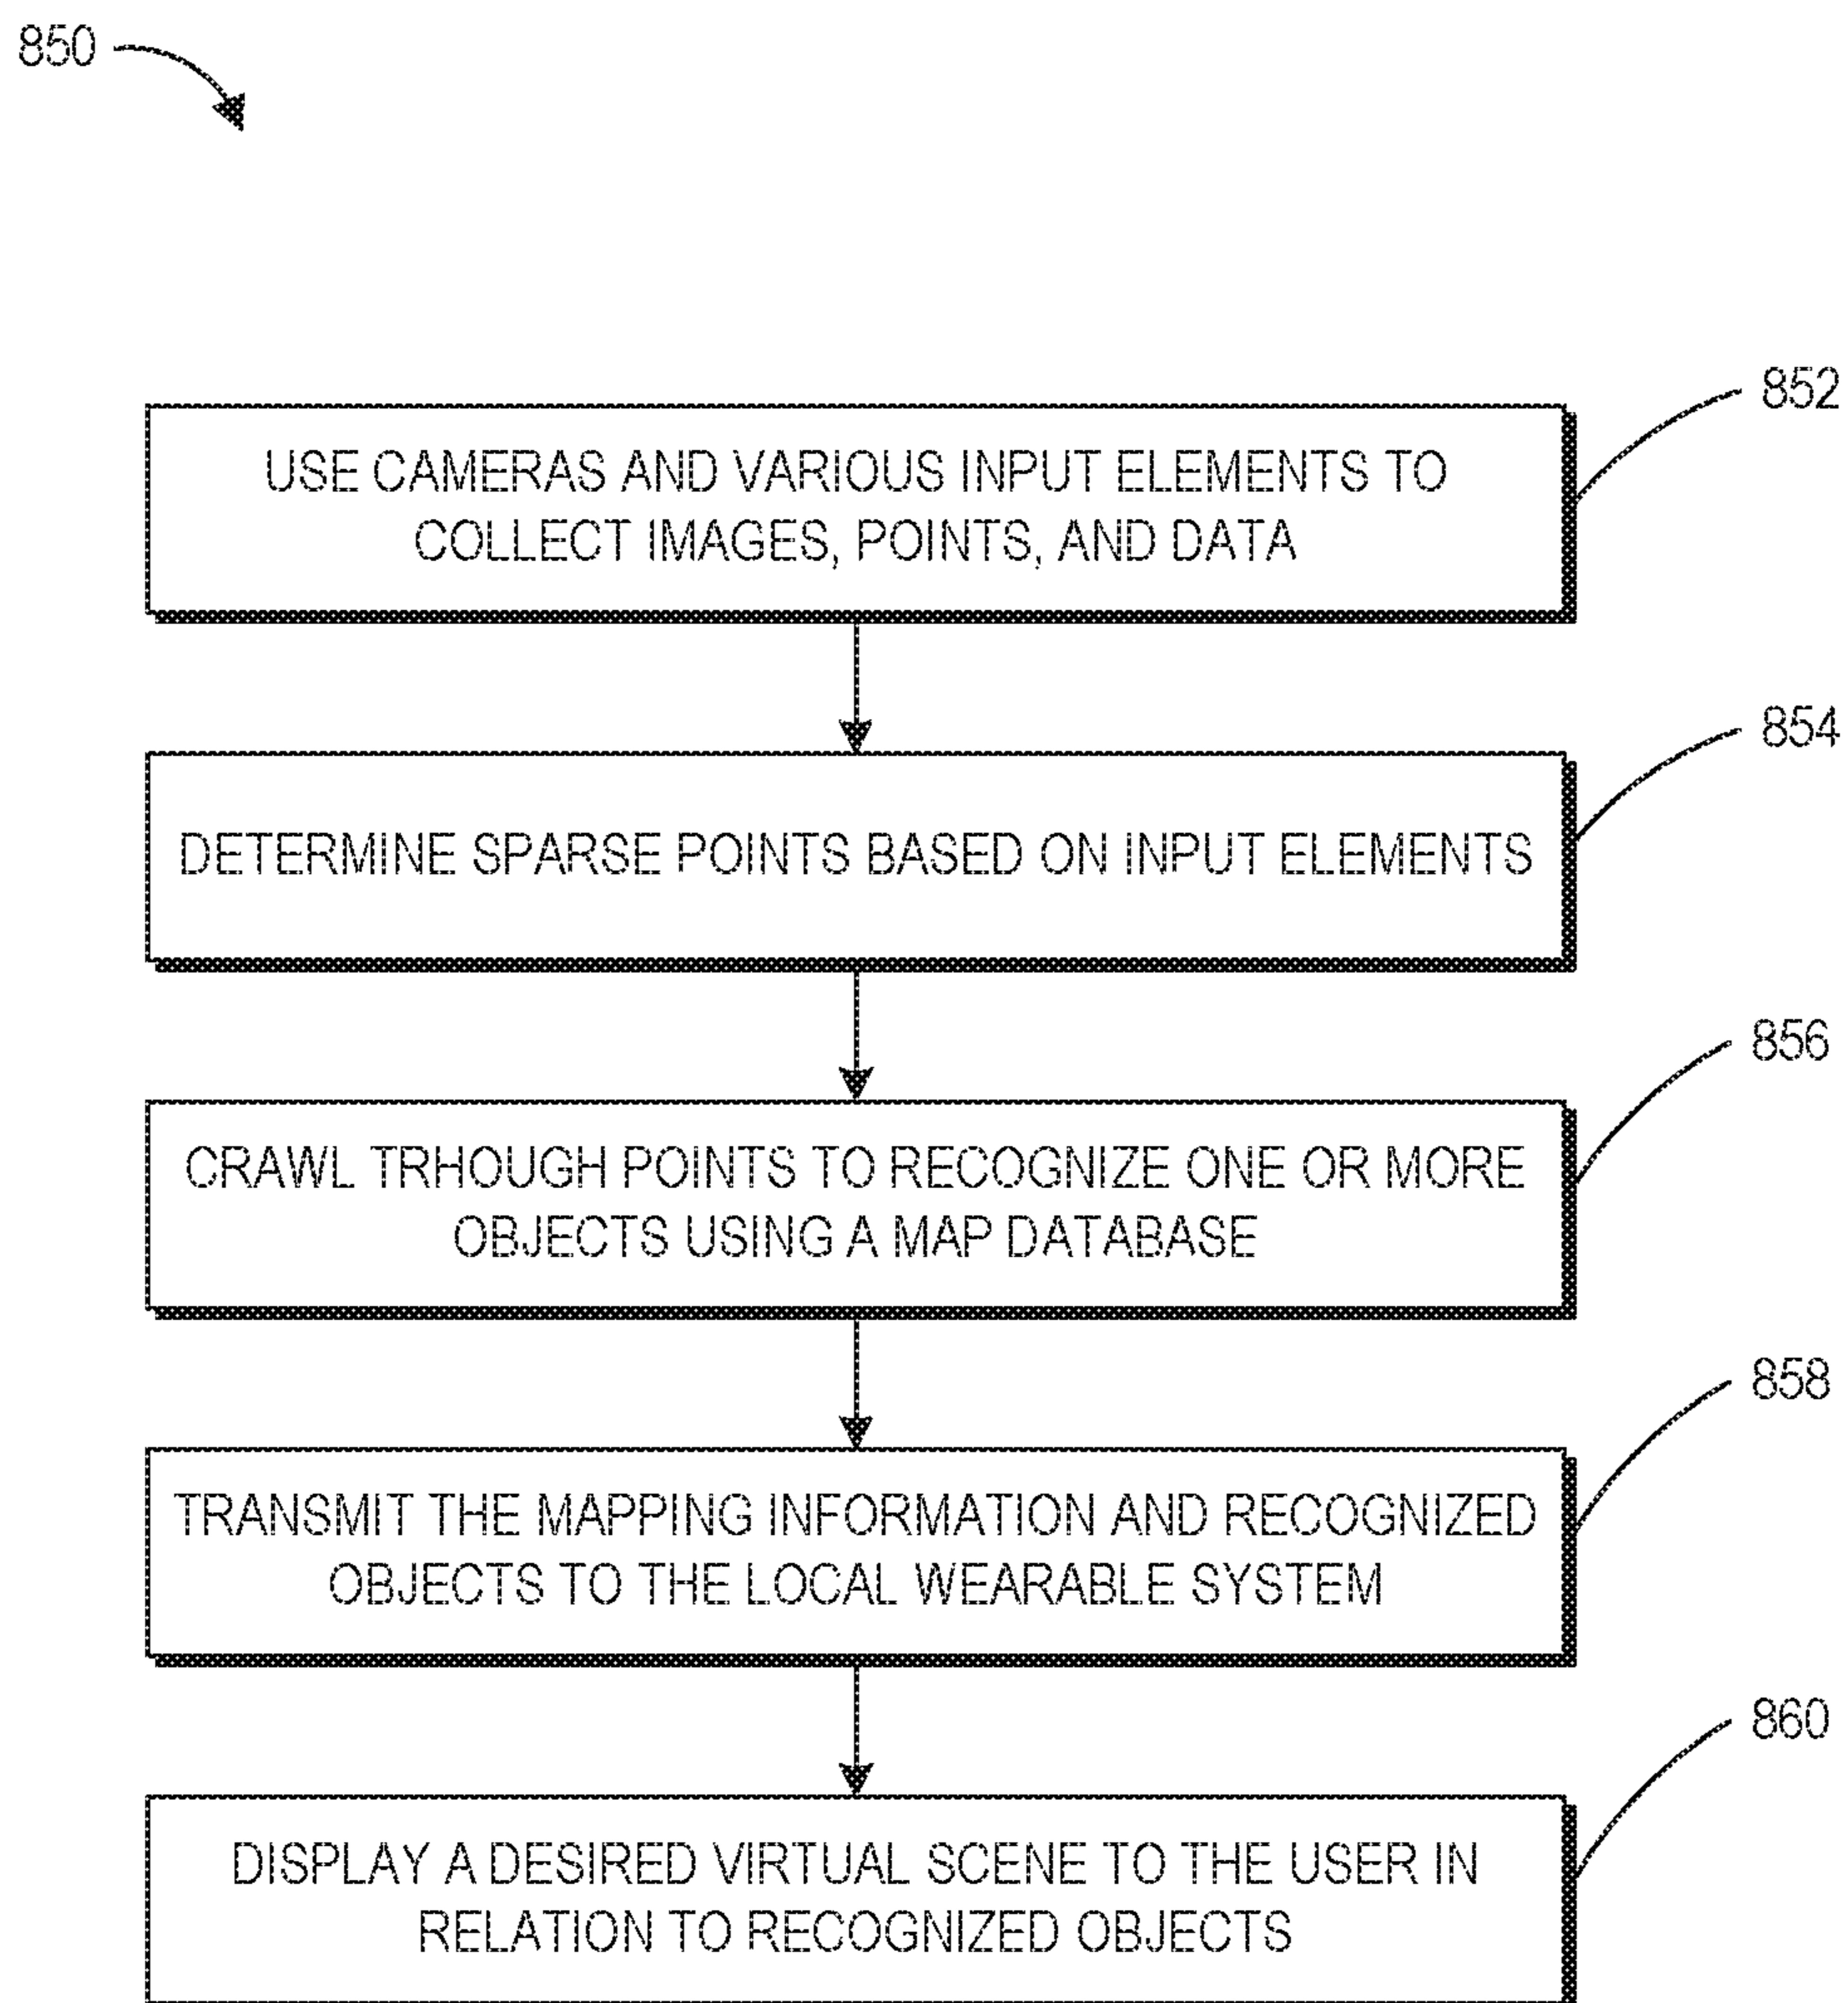 850
852
USE CAMERAS AND VARIOUS INPUT ELEMENTS TO
COLLECT IMAGES, POINTS, AND DATA
854
DETERMINE SPARSE POINTS BASED ON INPUT ELEMENTS
856
CRAWL TRHOUGH POINTS TO RECOGNIZE ONE OR MORE
OBJECTS USING A MAP DATABASE
858
TRANSMIT THE MAPPING INFORMATION AND RECOGNIZED
OBJECTS TO THE LOCAL WEARABLE SYSTEM
860
DISPLAY A DESIRED VIRTUAL SCENE TO THE USER IN
RELATION TO RECOGNIZED OBJECTS